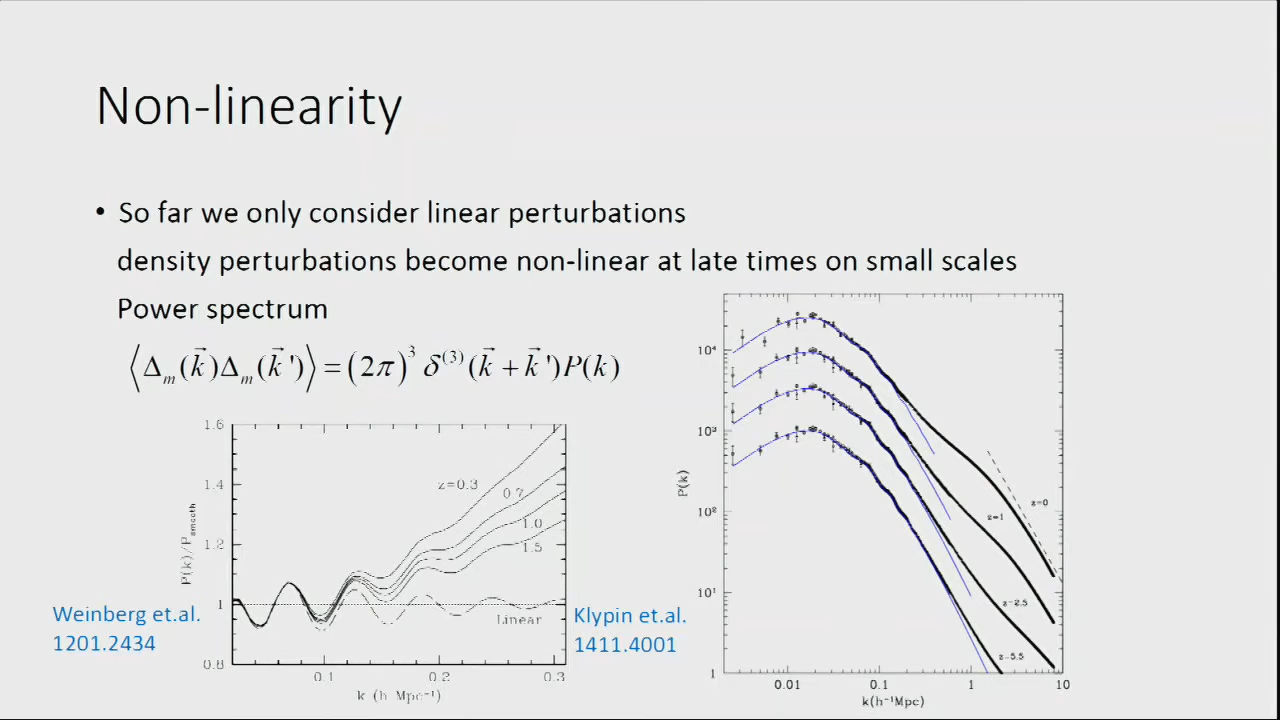 Non-linearity
• So far we only consider linear perturbations
density perturbations become non-linear at late times on small scales
Power spectrum
⟨Δ_m(k⃗)Δ_m(k⃗')⟩ = (2π)^3 δ^(3)(k⃗ + k⃗')P(k)
1.6
1.4
1.2
1
0.8
P(k)/P_smooth
z=0.3
0.7
1.0
1.5
Linear
0.1
0.2
0.3
k (h Mpc⁻¹)
Weinberg et.al.
1201.2434
Klypin et.al.
1411.4001
10⁴
10³
10²
10¹
1
P(k)
z=0
z=1
z=2.5
z=5.5
0.01
0.1
1
10
k(h⁻¹Mpc)